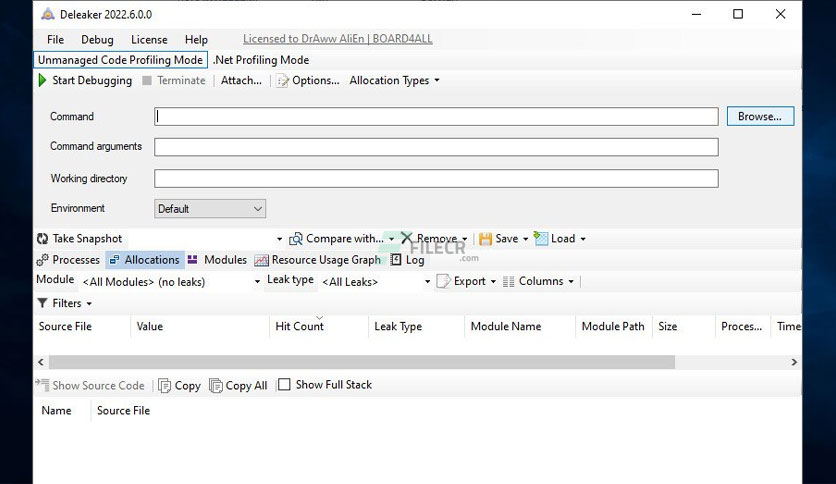 Deleaker 2022.6.0.0
File Debug License Help Licensed to DrAww AliEn | BOARD4ALL
Unmanaged Code Profiling Mode .Net Profiling Mode
Start Debugging Terminate Attach... Options... Allocation Types
Command Browse...
Command arguments
Working directory
Environment Default
Take Snapshot Compare with... Remove Save Load
FILECR
.com
Processes Allocations Modules Resource Usage Graph Log
Module <All Modules> (no leaks) Leak type <All Leaks> Export Columns
Filters
Source File Value Hit Count Leak Type Module Name Module Path Size Proces... Time
Show Source Code Copy Copy All Show Full Stack
Name Source File